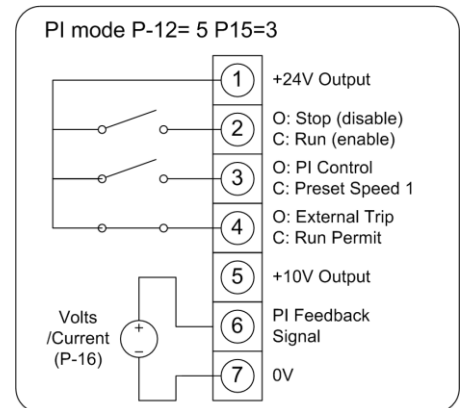 PI mode P-12= 5 P15=3
1 +24V Output
2 O: Stop (disable)
C: Run (enable)
3 O: PI Control
C: Preset Speed 1
4 O: External Trip
C: Run Permit
5 +10V Output
Volts
/Current
(P-16)
+
–
6 PI Feedback
Signal
7 0V